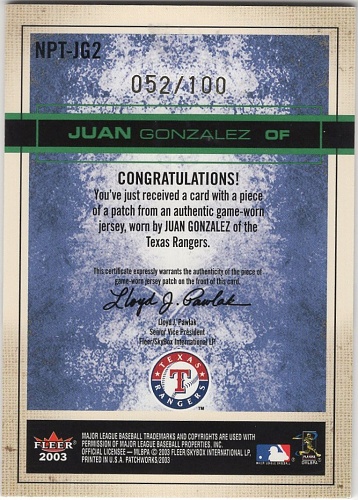 NPT-JG2
052/100
JUAN GONZALEZ OF
CONGRATULATIONS!
You've just received a card with a piece
of a patch from an authentic game-worn
jersey, worn by JUAN GONZALEZ of the
Texas Rangers.
This certificate expressly warrants the authenticity of the piece of
game-worn jersey patch on the front of this card.
Lloyd J. Pawlak
Lloyd J. Pawlak
Senior Vice President
Fleer/SkyBox International LP
TEXAS
T
RANGERS
TM
FLEER
2003
MAJOR LEAGUE BASEBALL TRADEMARKS AND COPYRIGHTS ARE USED WITH
PERMISSION OF MAJOR LEAGUE BASEBALL PROPERTIES, INC.
OFFICIAL LICENSEE — MLBPA © 2003 FLEER/SKYBOX INTERNATIONAL LP.
PRINTED IN U.S.A. PATCHWORKS/2003